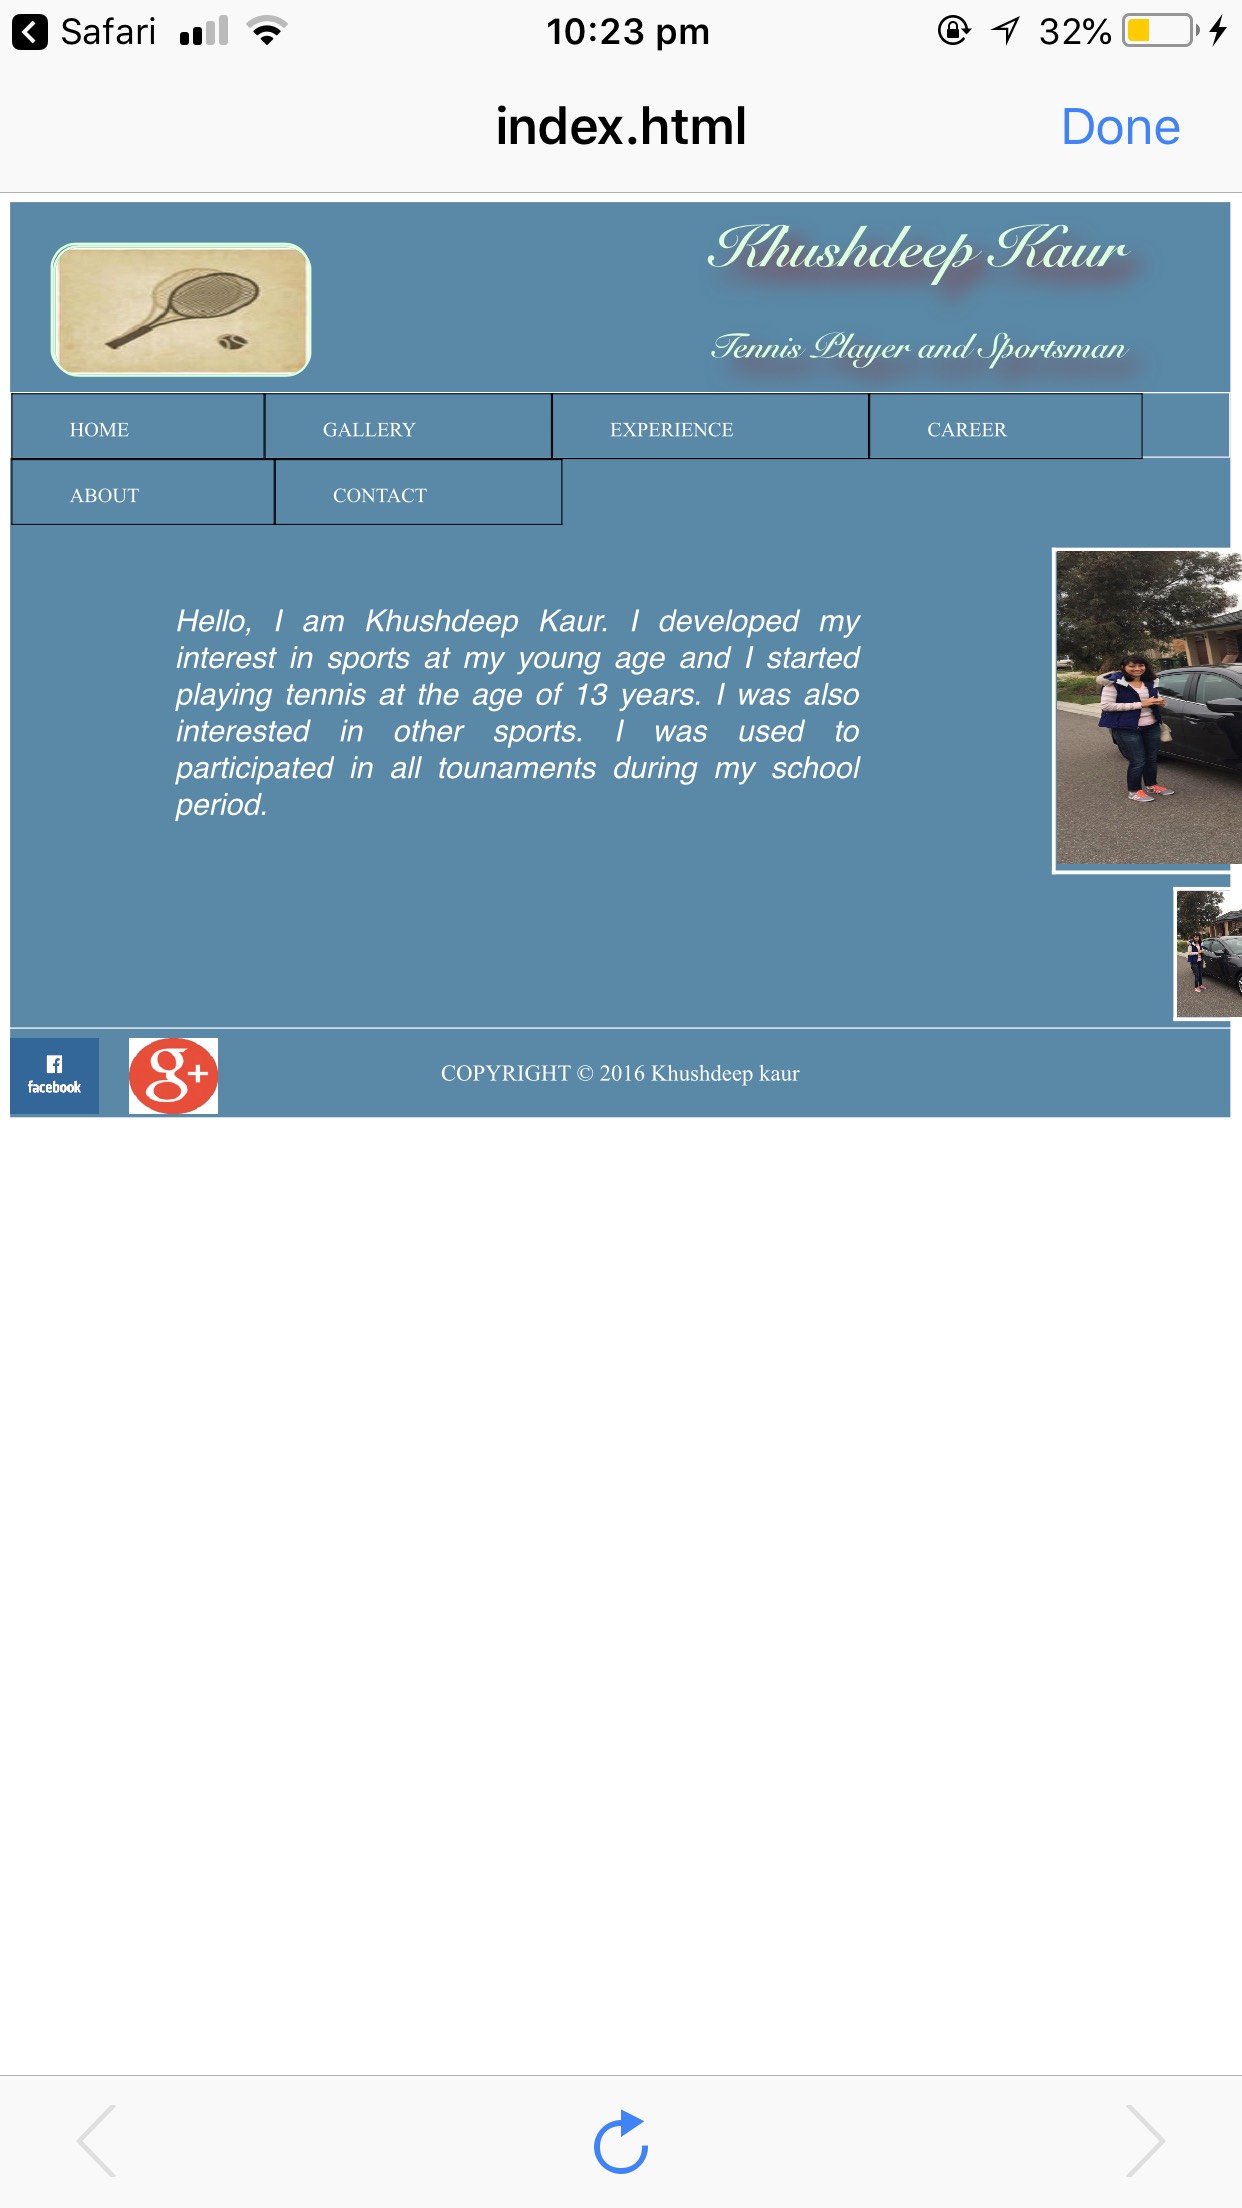 Safari 10:23 pm 32%
index.html Done
Khushdeep Kaur
Tennis Player and Sportsman
HOME GALLERY EXPERIENCE CAREER
ABOUT CONTACT
Hello, I am Khushdeep Kaur. I developed my
interest in sports at my young age and I started
playing tennis at the age of 13 years. I was also
interested in other sports. I was used to
participated in all tounaments during my school
period.
f
facebook
g+
COPYRIGHT © 2016 Khushdeep kaur